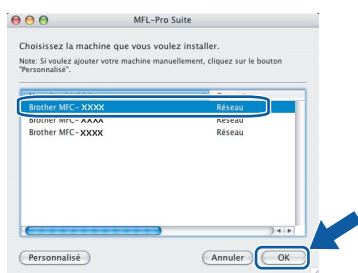 MFL-Pro Suite
Choisissez la machine que vous voulez installer.
Note: Si voulez ajouter votre machine manuellement, cliquez sur le bouton
"Personnalisé".
Brother MFC-XXXX Réseau
Brother MFC-XXXX Réseau
Brother MFC-XXXX Réseau
Personnalisé Annuler OK